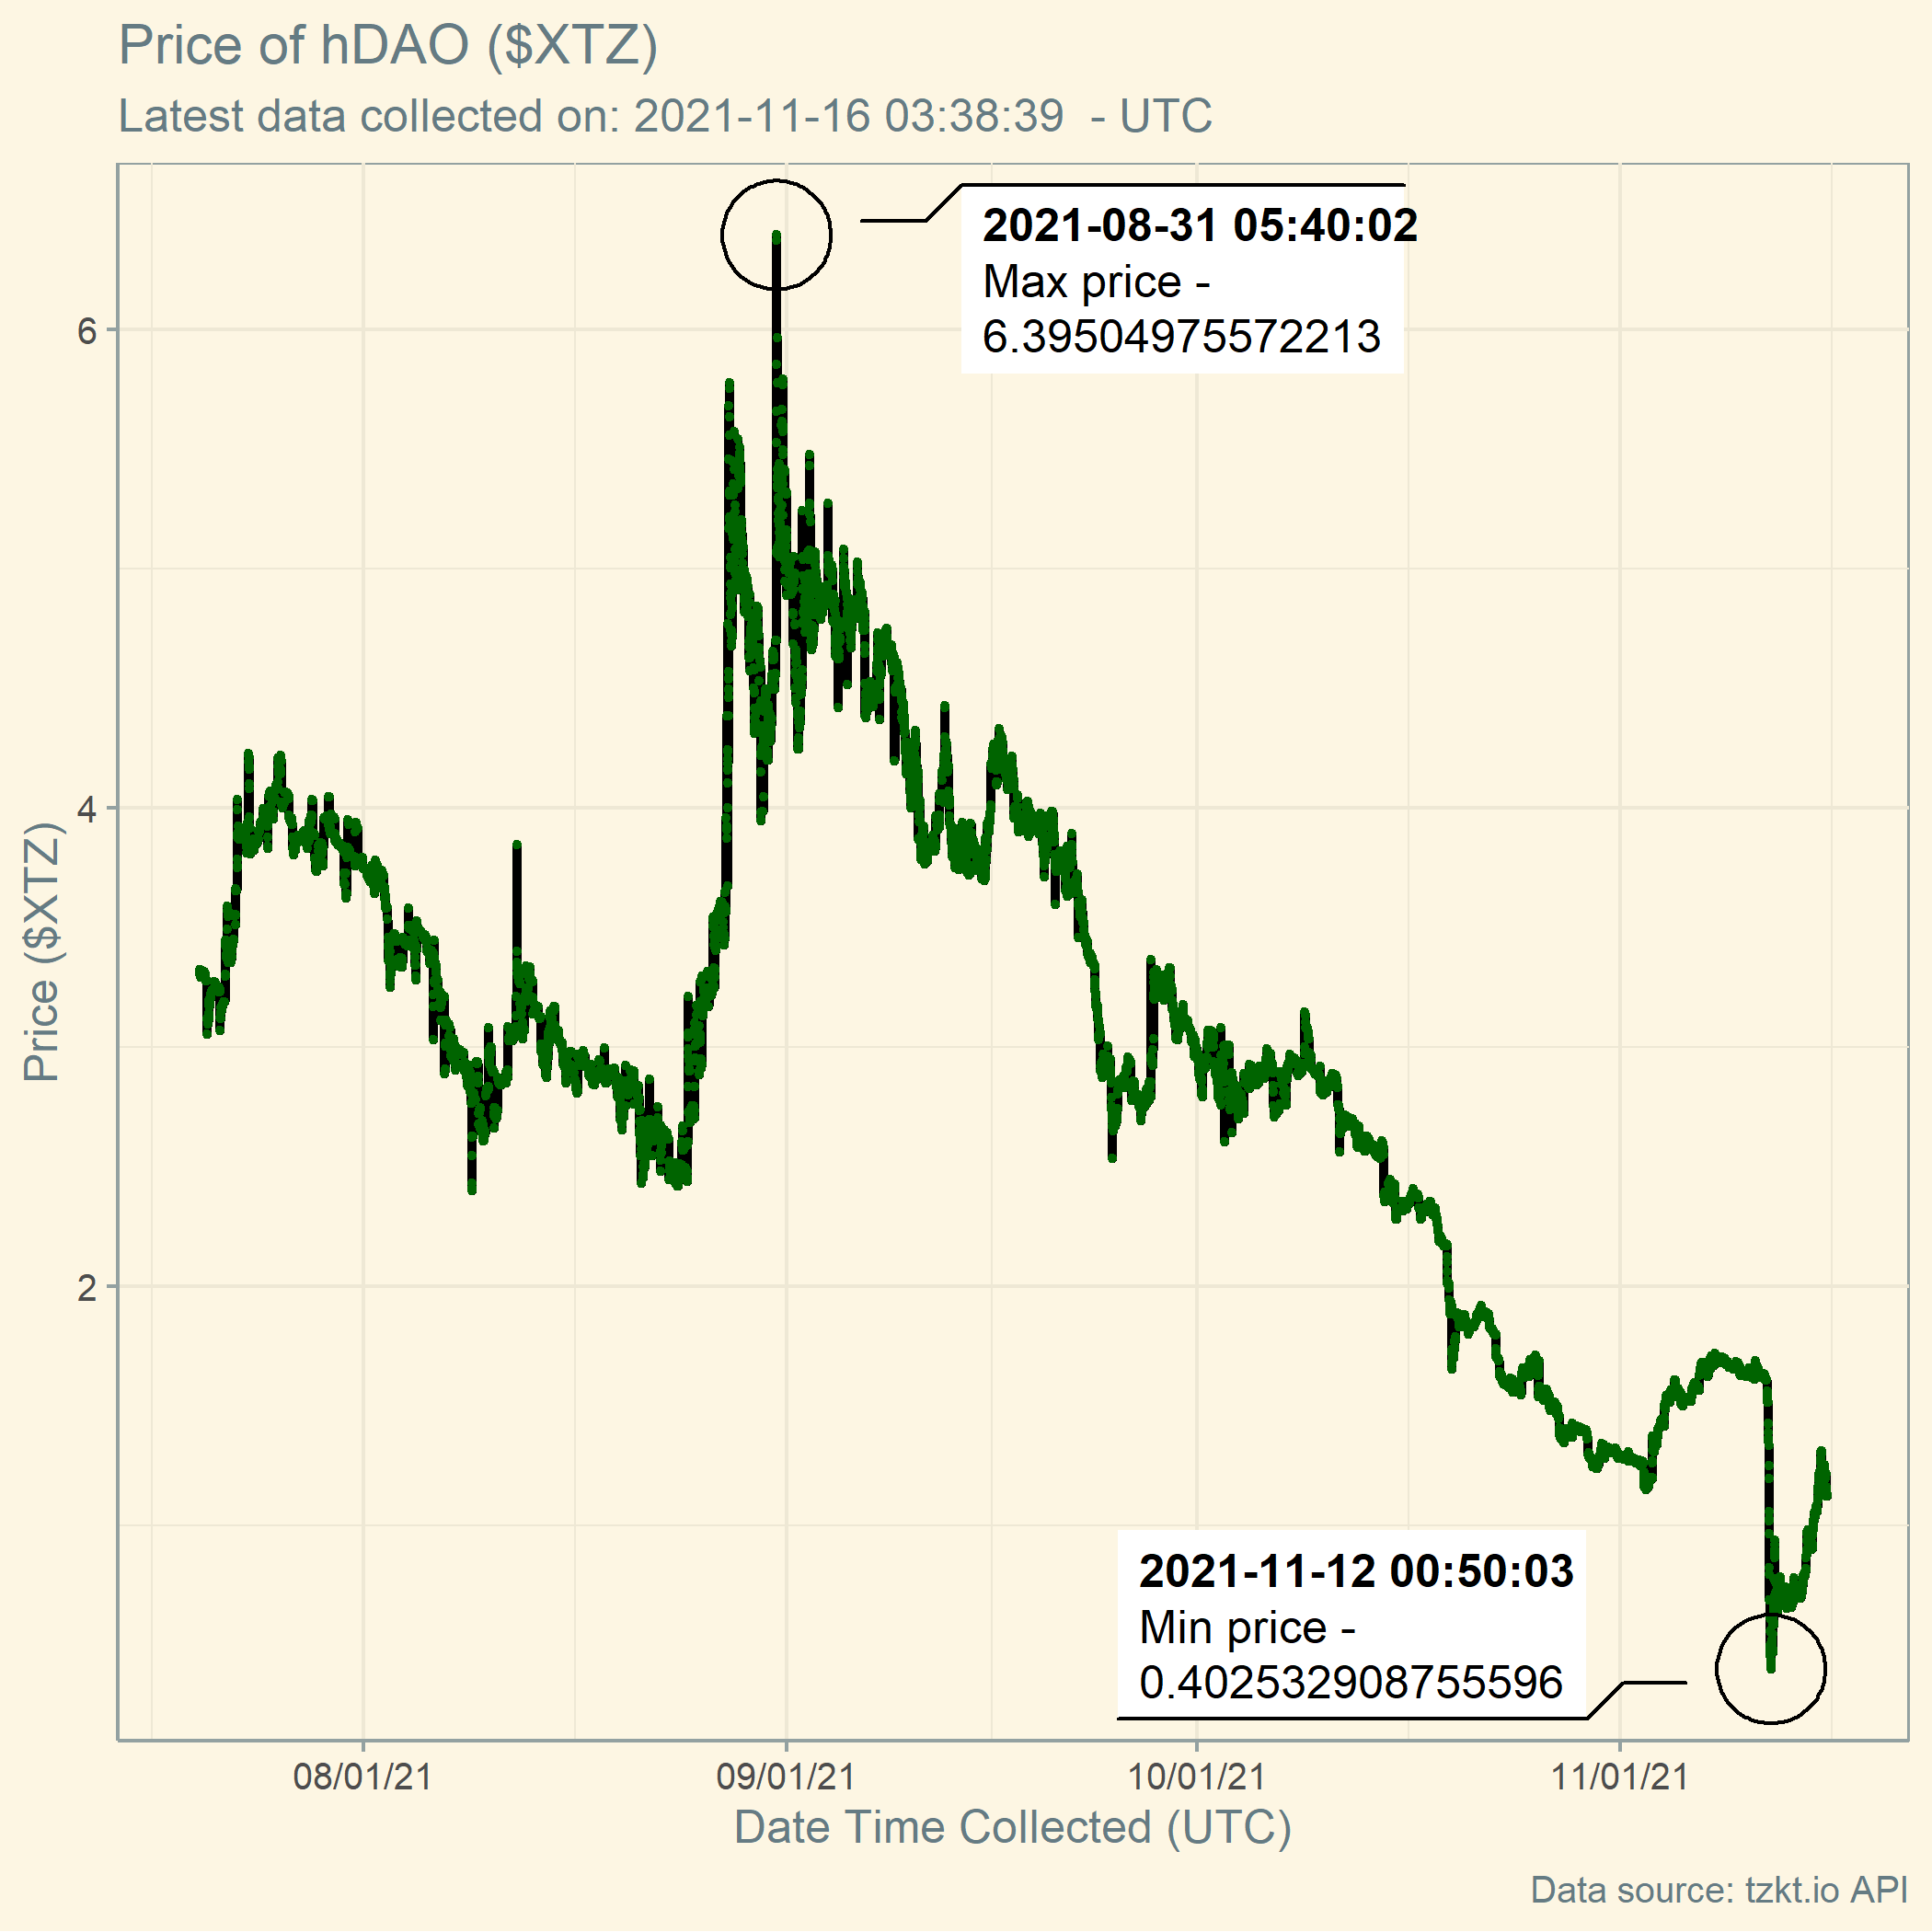 Price of hDAO ($XTZ)
Latest data collected on: 2021-11-16 03:38:39 - UTC
2021-08-31 05:40:02
Max price -
6.39504975572213
6
4
2
Price ($XTZ)
2021-11-12 00:50:03
Min price -
0.402532908755596
08/01/21
09/01/21
10/01/21
11/01/21
Date Time Collected (UTC)
Data source: tzkt.io API